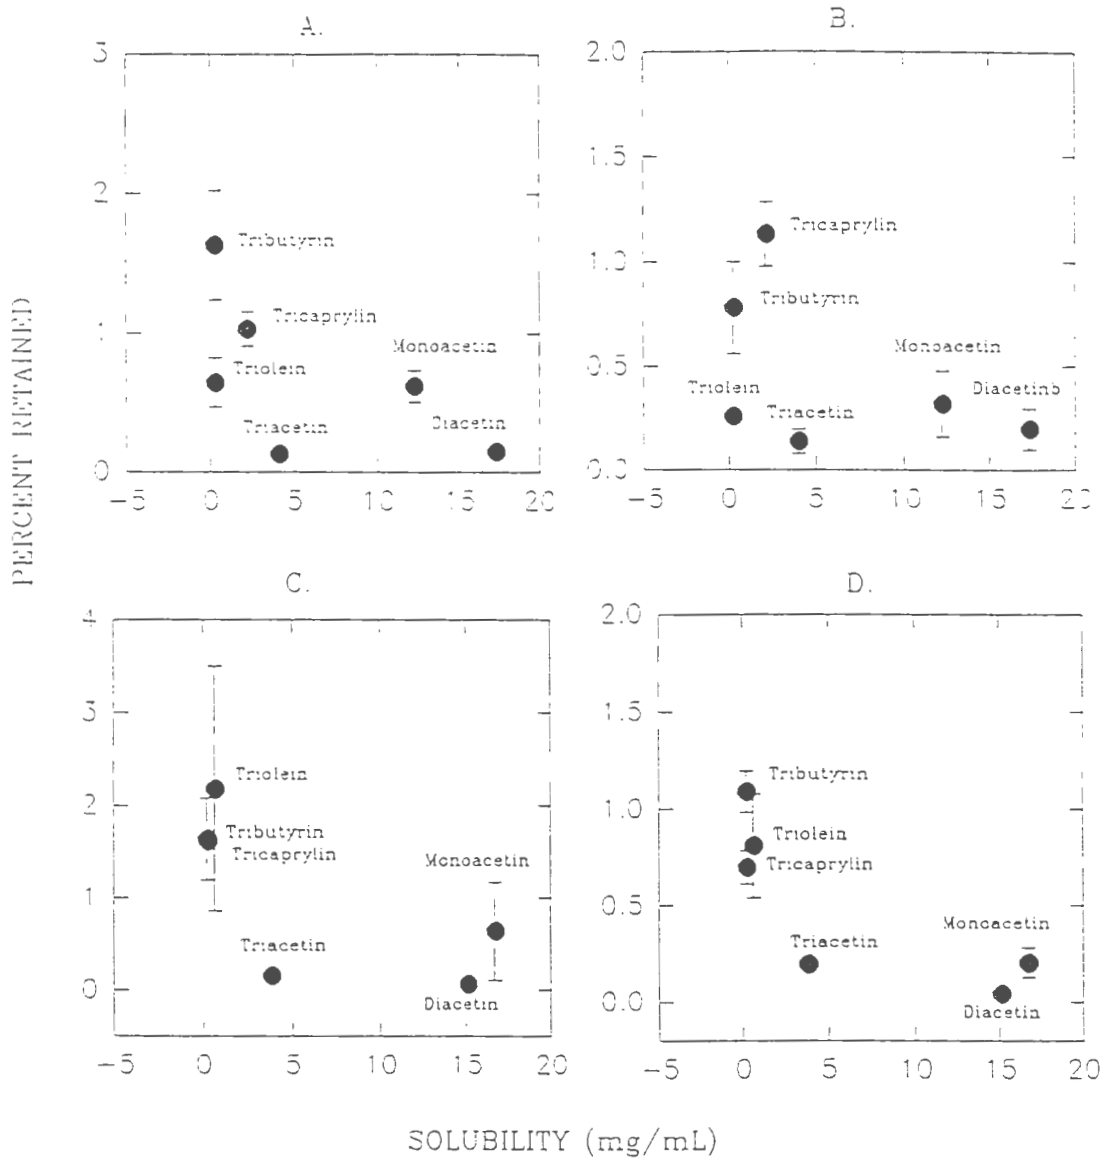 A.
3
2
1
0
Tributyrin
Tricaprylin
Triolein
Monoacetin
Triacetin
Diacetin
-5 0 5 10 15 20
B.
2.0
1.5
1.0
0.5
0.0
Tricaprylin
Tributyrin
Monoacetin
Triolein
Diacetinb
Triacetin
-5 0 5 10 15 20
PERCENT RETAINED
C.
4
3
2
1
0
Triolein
Tributyrin
Tricaprylin
Monoacetin
Triacetin
Diacetin
-5 0 5 10 15 20
D.
2.0
1.5
1.0
0.5
0.0
Tributyrin
Triolein
Tricaprylin
Monoacetin
Triacetin
Diacetin
-5 0 5 10 15 20
SOLUBILITY (mg/mL)